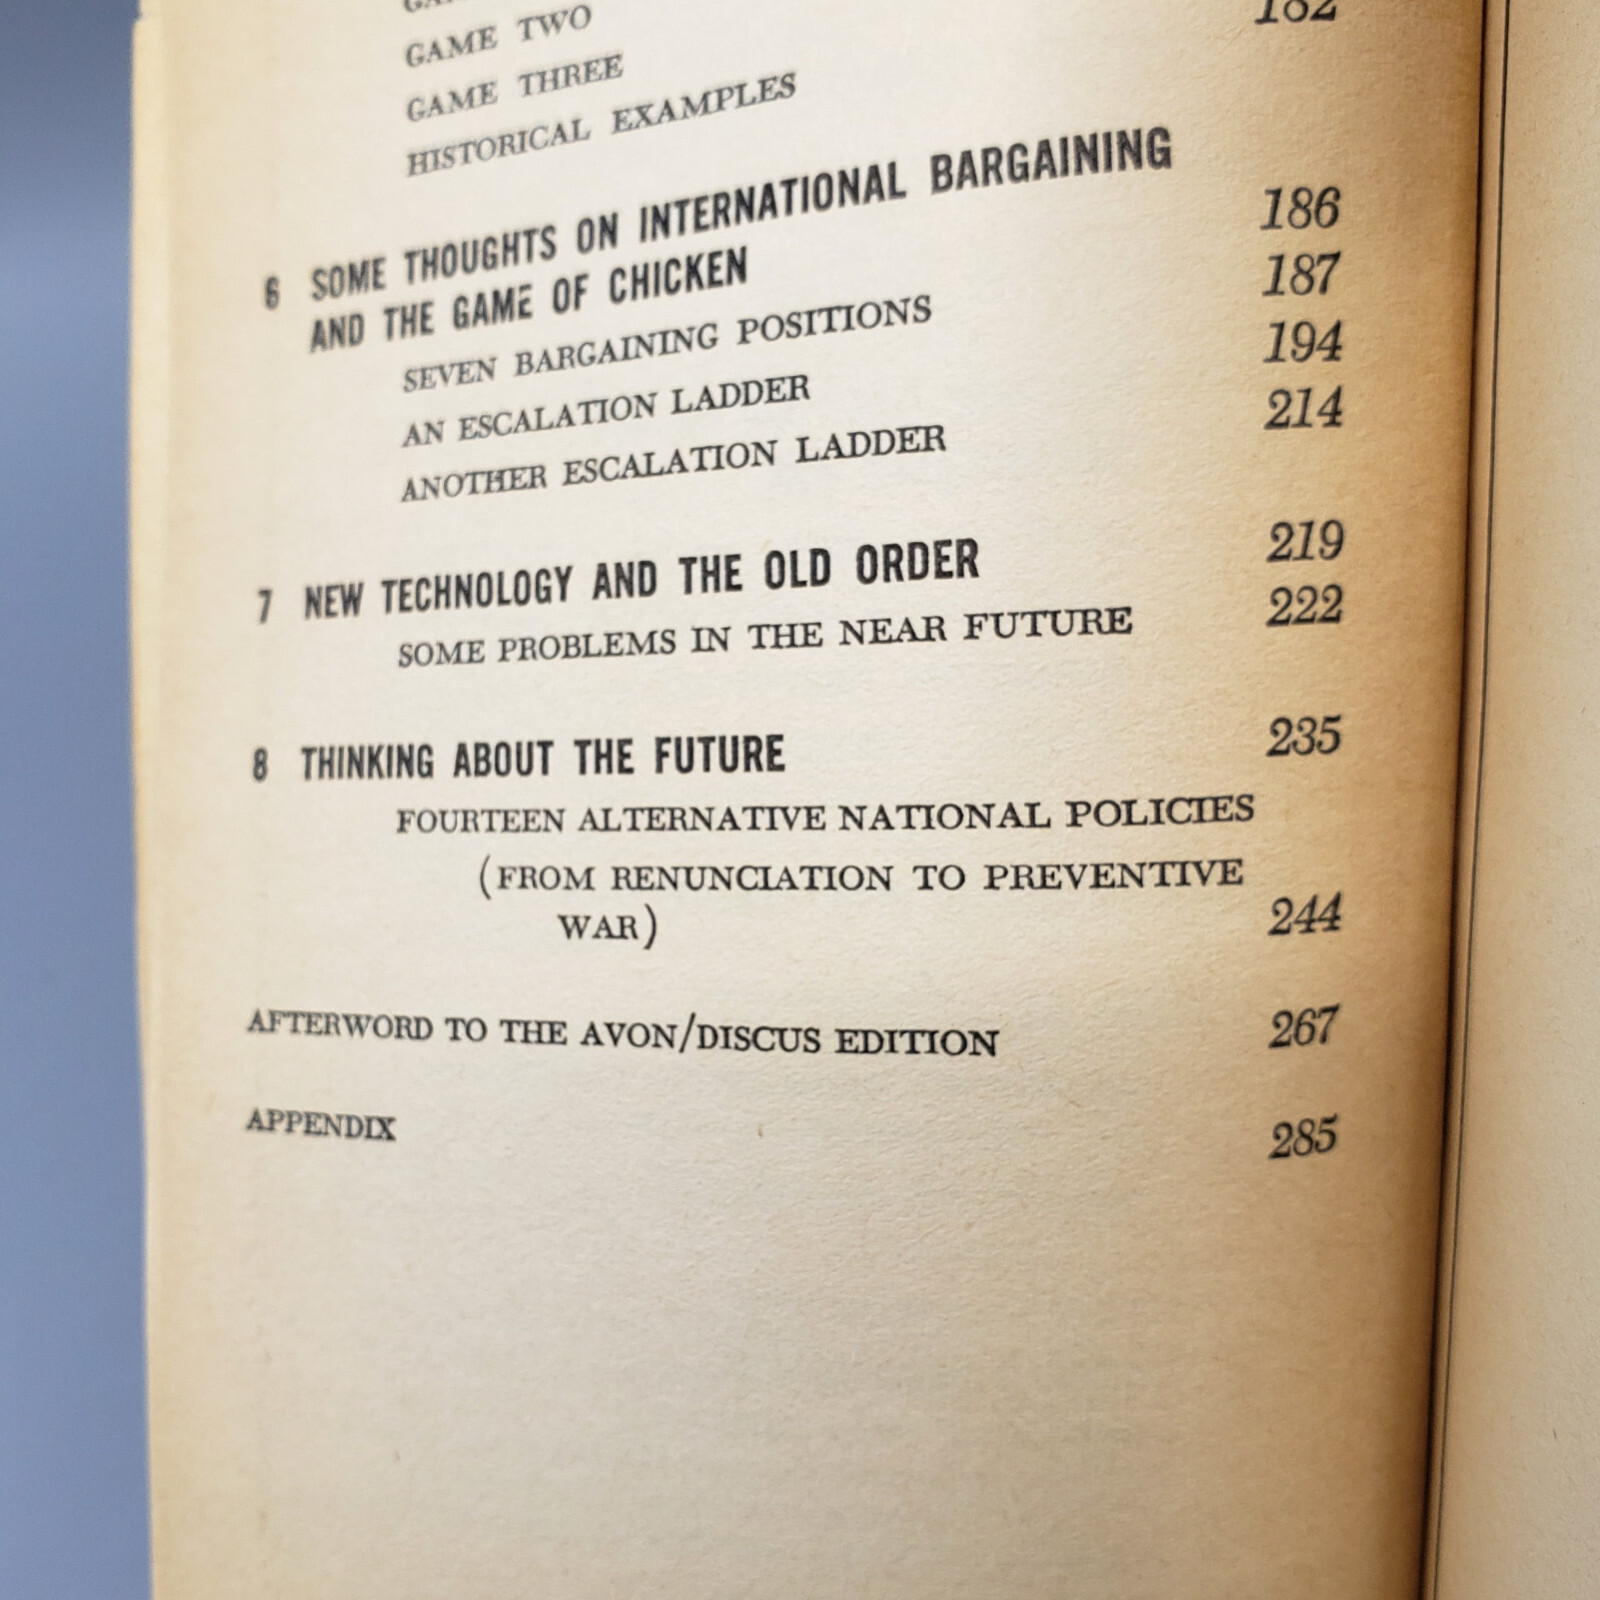 GAME TWO
GAME THREE
HISTORICAL EXAMPLES 182
6 SOME THOUGHTS ON INTERNATIONAL BARGAINING
AND THE GAME OF CHICKEN 186
SEVEN BARGAINING POSITIONS 187
AN ESCALATION LADDER 194
ANOTHER ESCALATION LADDER 214
7 NEW TECHNOLOGY AND THE OLD ORDER 219
SOME PROBLEMS IN THE NEAR FUTURE 222
8 THINKING ABOUT THE FUTURE 235
FOURTEEN ALTERNATIVE NATIONAL POLICIES
(FROM RENUNCIATION TO PREVENTIVE
WAR) 244
AFTERWORD TO THE AVON/DISCUS EDITION 267
APPENDIX 285